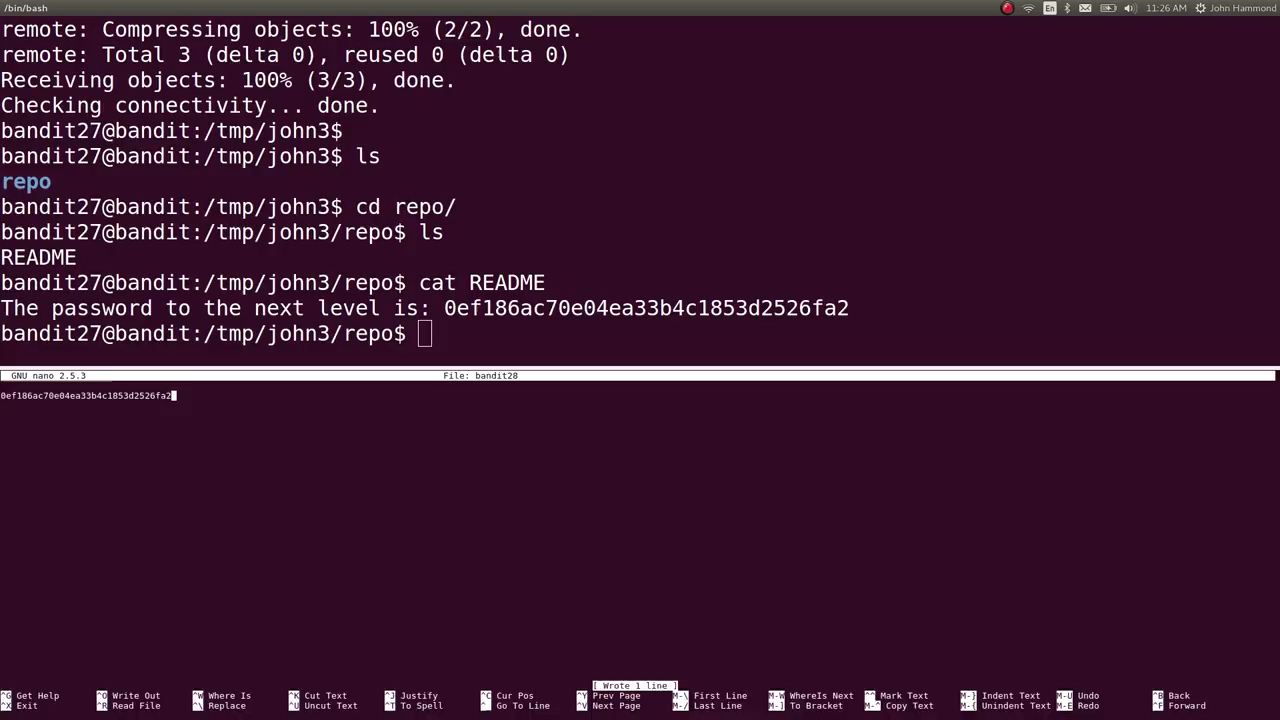 /bin/bash
En
11:26 AM
John Hammond
remote: Compressing objects: 100% (2/2), done.
remote: Total 3 (delta 0), reused 0 (delta 0)
Receiving objects: 100% (3/3), done.
Checking connectivity... done.
bandit27@bandit:/tmp/john3$
bandit27@bandit:/tmp/john3$ ls
repo
bandit27@bandit:/tmp/john3$ cd repo/
bandit27@bandit:/tmp/john3/repo$ ls
README
bandit27@bandit:/tmp/john3/repo$ cat README
The password to the next level is: 0ef186ac70e04ea33b4c1853d2526fa2
bandit27@bandit:/tmp/john3/repo$
GNU nano 2.5.3 File: bandit28
0ef186ac70e04ea33b4c1853d2526fa2
[ Wrote 1 line ]
^G Get Help ^O Write Out ^W Where Is ^K Cut Text ^J Justify ^C Cur Pos ^Y Prev Page M-\ First Line M-W WhereIs Next M-^ Mark Text M-} Indent Text M-U Undo ^B Back
^X Exit ^R Read File ^\ Replace ^U Uncut Text ^T To Spell ^_ Go To Line ^V Next Page M-/ Last Line M-] To Bracket M-^ Copy Text M-{ Unindent Text M-E Redo ^F Forward